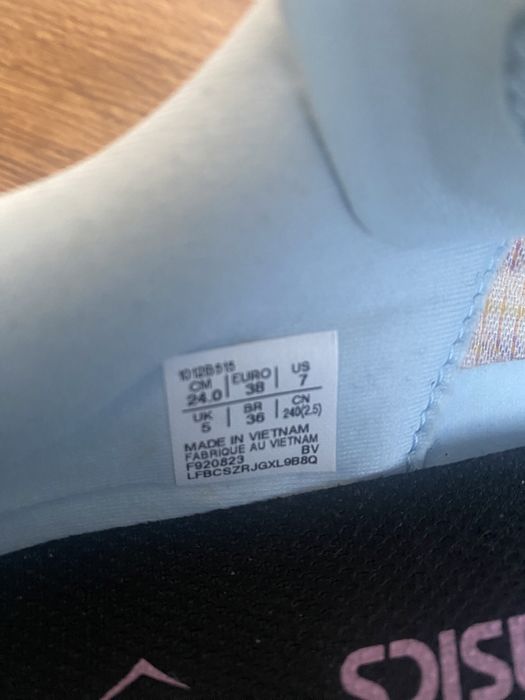 1012B515
CM EURO US
24.0 38 7
UK BR CN
5 36 240(2.5)
MADE IN VIETNAM
FABRIQUE AU VIETNAM
F920823 BV
LFBCSZRJGXL9B8Q
asics